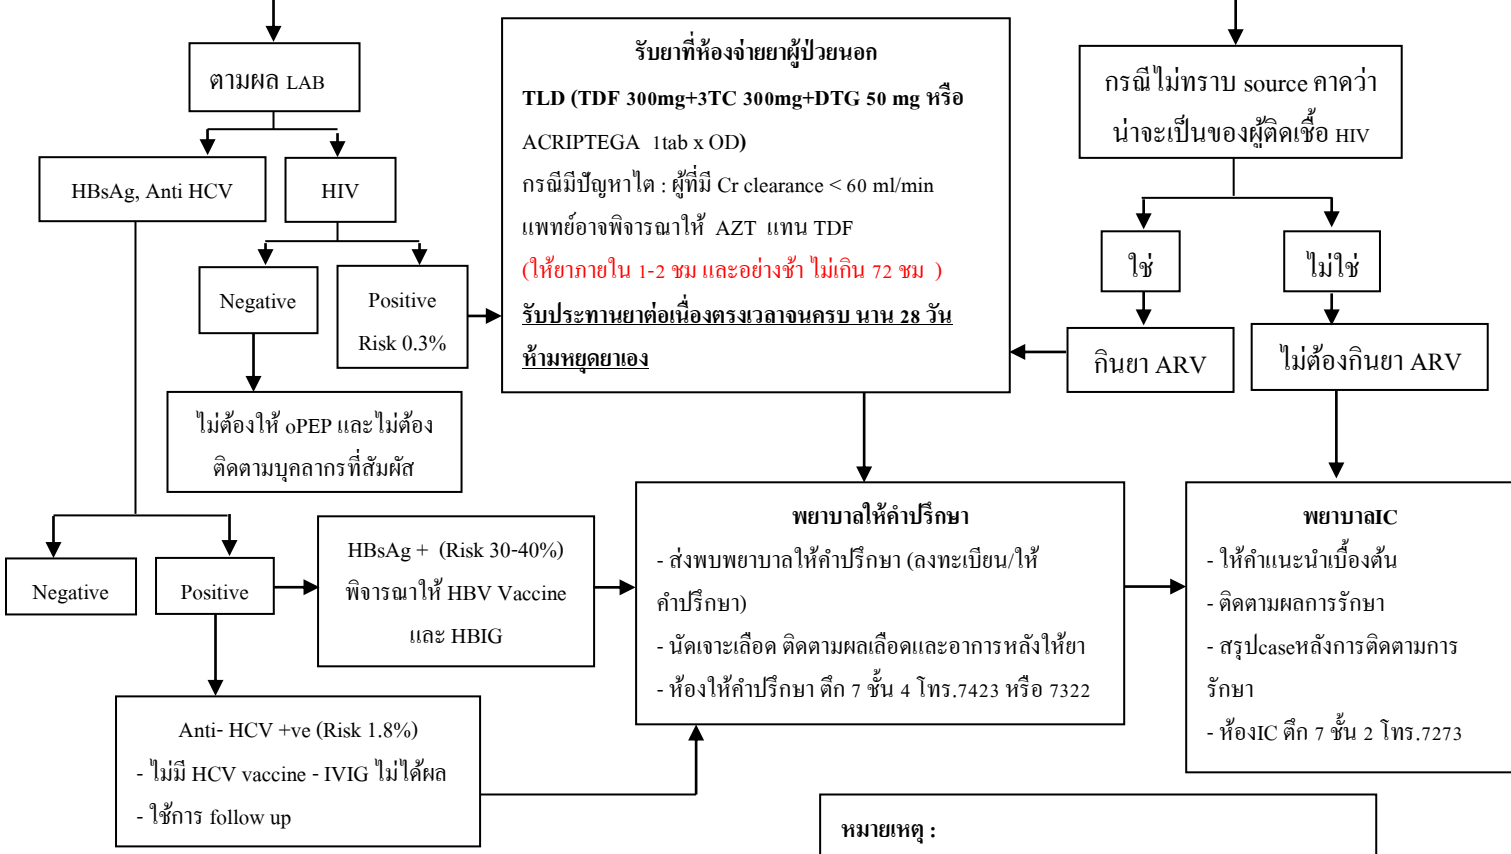 ตามผล LAB
HBsAg, Anti HCV
HIV
Negative
Positive
Risk 0.3%
ไม่ต้องให้ oPEP และไม่ต้อง
ติดตามบุคลากรที่สัมผัส
รับยาที่ห้องจ่ายยาผู้ป่วยนอก
TLD (TDF 300mg+3TC 300mg+DTG 50 mg หรือ
ACRIPTEGA 1tab x OD)
กรณีมีปัญหาไต : ผู้ที่มี Cr clearance < 60 ml/min
แพทย์อาจพิจารณาให้ AZT แทน TDF
(ให้ยาภายใน 1-2 ชม และอย่างช้า ไม่เกิน 72 ชม )
รับประทานยาต่อเนื่องตรงเวลาจนครบ นาน 28 วัน
ห้ามหยุดยาเอง
กรณีไม่ทราบ source คาดว่า
น่าจะเป็นของผู้ติดเชื้อ HIV
ใช่
ไม่ใช่
กินยา ARV
ไม่ต้องกินยา ARV
Negative
Positive
HBsAg + (Risk 30-40%)
พิจารณาให้ HBV Vaccine
และ HBIG
Anti- HCV +ve (Risk 1.8%)
- ไม่มี HCV vaccine - IVIG ไม่ได้ผล
- ใช้การ follow up
พยาบาลให้คำปรึกษา
- ส่งพบพยาบาลให้คำปรึกษา (ลงทะเบียน/ให้
คำปรึกษา)
- นัดเจาะเลือด ติดตามผลเลือดและอาการหลังให้ยา
- ห้องให้คำปรึกษา ตึก 7 ชั้น 4 โทร.7423 หรือ 7322
พยาบาลIC
- ให้คำแนะนำเบื้องต้น
- ติดตามผลการรักษา
- สรุปcaseหลังการติดตามการ
รักษา
- ห้องIC ตึก 7 ชั้น 2 โทร.7273
หมายเหตุ :